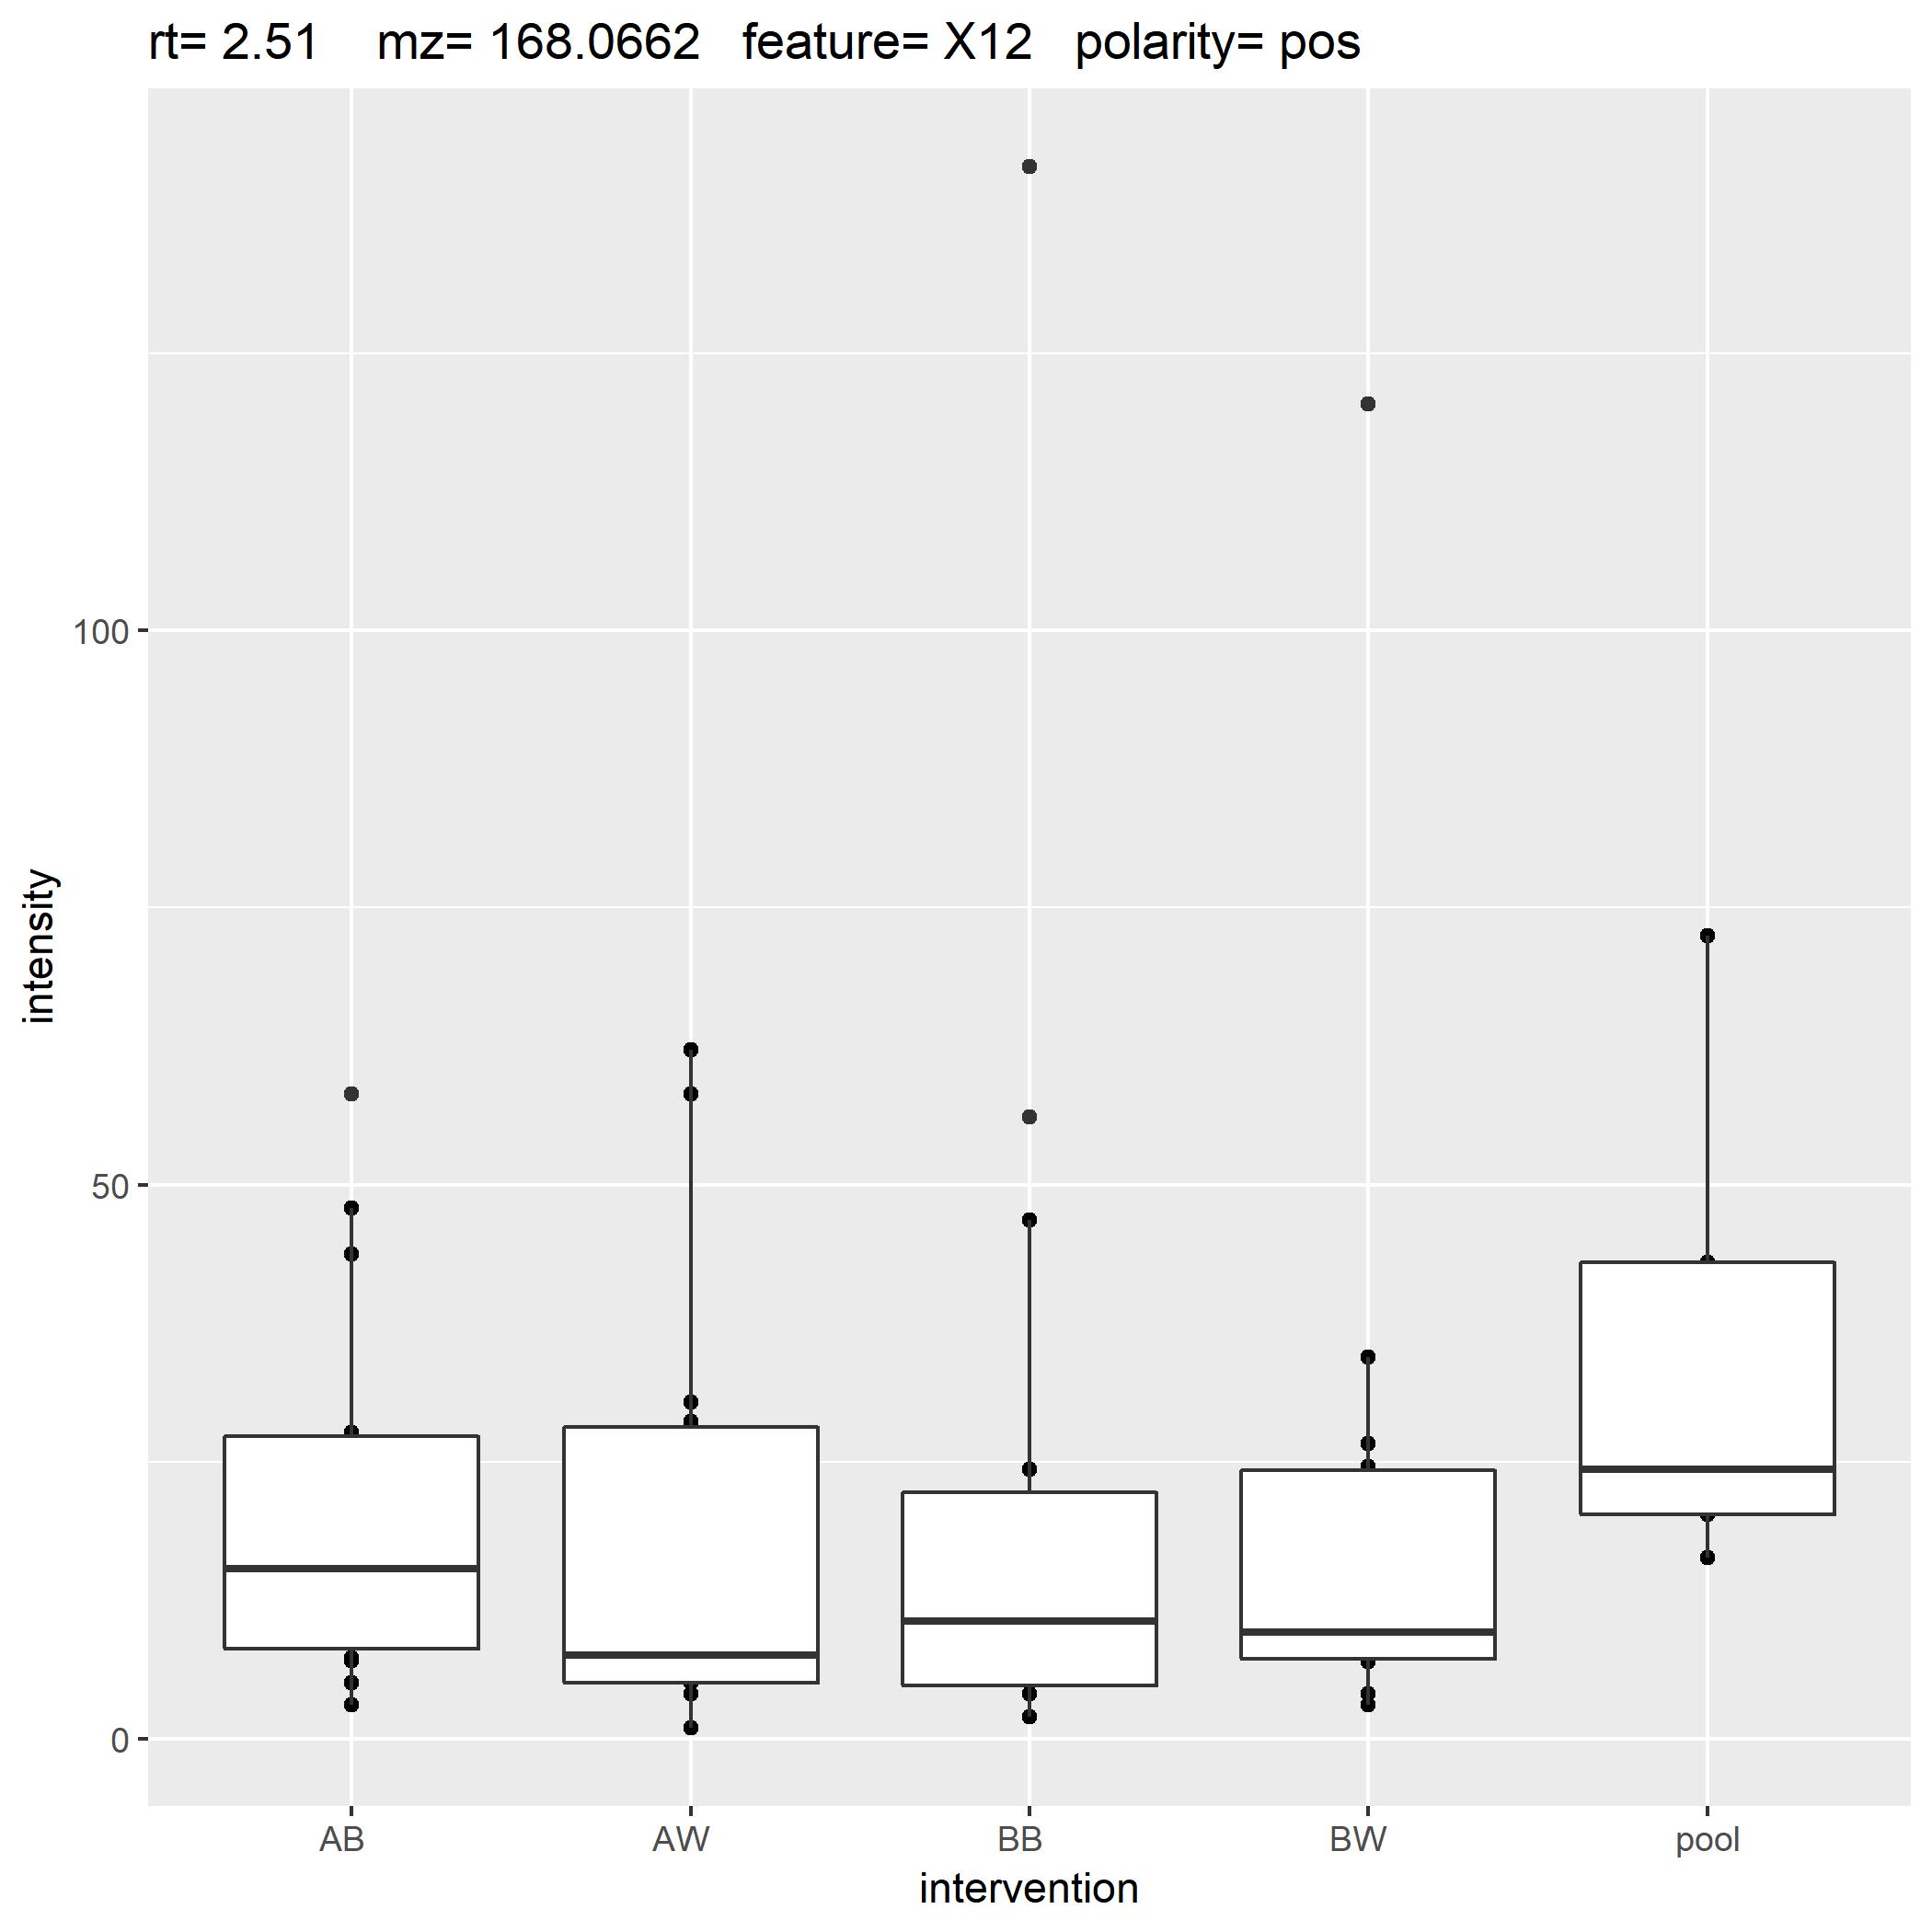 rt= 2.51 mz= 168.0662 feature= X12 polarity= pos
intensity
100
50
0
AB AW BB BW pool
intervention